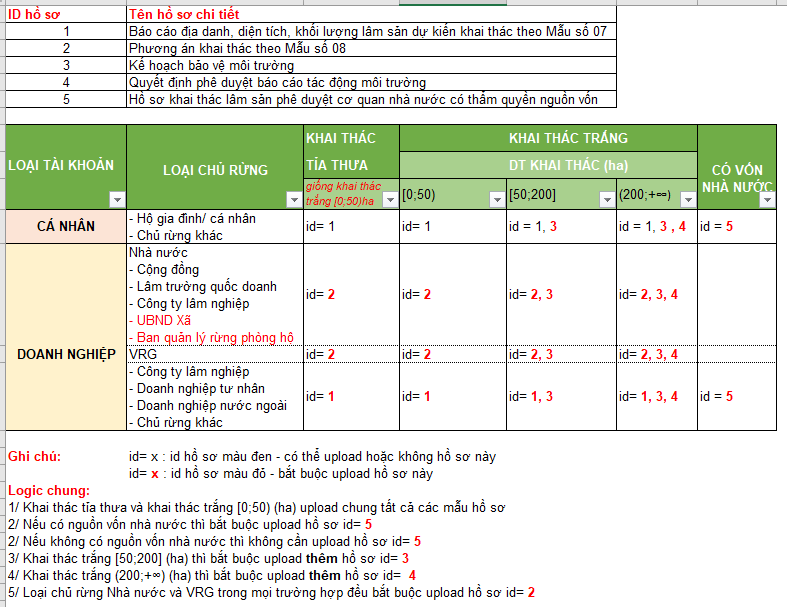 ID hồ sơ Tên hồ sơ chi tiết
1 Báo cáo địa danh, diện tích, khối lượng lâm sản dự kiến khai thác theo Mẫu số 07
2 Phương án khai thác theo Mẫu số 08
3 Kế hoạch bảo vệ môi trường
4 Quyết định phê duyệt báo cáo tác động môi trường
5 Hồ sơ khai thác lâm sản phê duyệt cơ quan nhà nước có thẩm quyền nguồn vốn
LOẠI TÀI KHOẢN
LOẠI CHỦ RỪNG
KHAI THÁC
TỈA THƯA
giống khai thác
trắng [0;50)ha
KHAI THÁC TRẮNG
DT KHAI THÁC (ha)
[0;50) [50;200] (200;+∞)
CÓ VỐN
NHÀ NƯỚC
CÁ NHÂN
- Hộ gia đình/ cá nhân
- Chủ rừng khác
id= 1 id= 1 id = 1, 3 id = 1, 3 , 4 id = 5
DOANH NGHIỆP
Nhà nước
- Cộng đồng
- Lâm trường quốc doanh
- Công ty lâm nghiệp
- UBND Xã
- Ban quản lý rừng phòng hộ
id= 2 id= 2 id= 2, 3 id= 2, 3, 4
VRG id= 2 id= 2 id= 2, 3 id= 2, 3, 4
- Công ty lâm nghiệp
- Doanh nghiệp tư nhân
- Doanh nghiệp nước ngoài
- Chủ rừng khác
id= 1 id= 1 id= 1, 3 id= 1, 3, 4 id = 5
Ghi chú: id= x : id hồ sơ màu đen - có thể upload hoặc không hồ sơ này
id= x : id hồ sơ màu đỏ - bắt buộc upload hồ sơ này
Logic chung:
1/ Khai thác tỉa thưa và khai thác trắng [0;50) (ha) upload chung tất cả các mẫu hồ sơ
2/ Nếu có nguồn vốn nhà nước thì bắt buộc upload hồ sơ id= 5
2/ Nếu không có nguồn vốn nhà nước thì không cần upload hồ sơ id= 5
3/ Khai thác trắng [50;200] (ha) thì bắt buộc upload thêm hồ sơ id= 3
4/ Khai thác trắng (200;+∞) (ha) thì bắt buộc upload thêm hồ sơ id= 4
5/ Loại chủ rừng Nhà nước và VRG trong mọi trường hợp đều bắt buộc upload hồ sơ id= 2